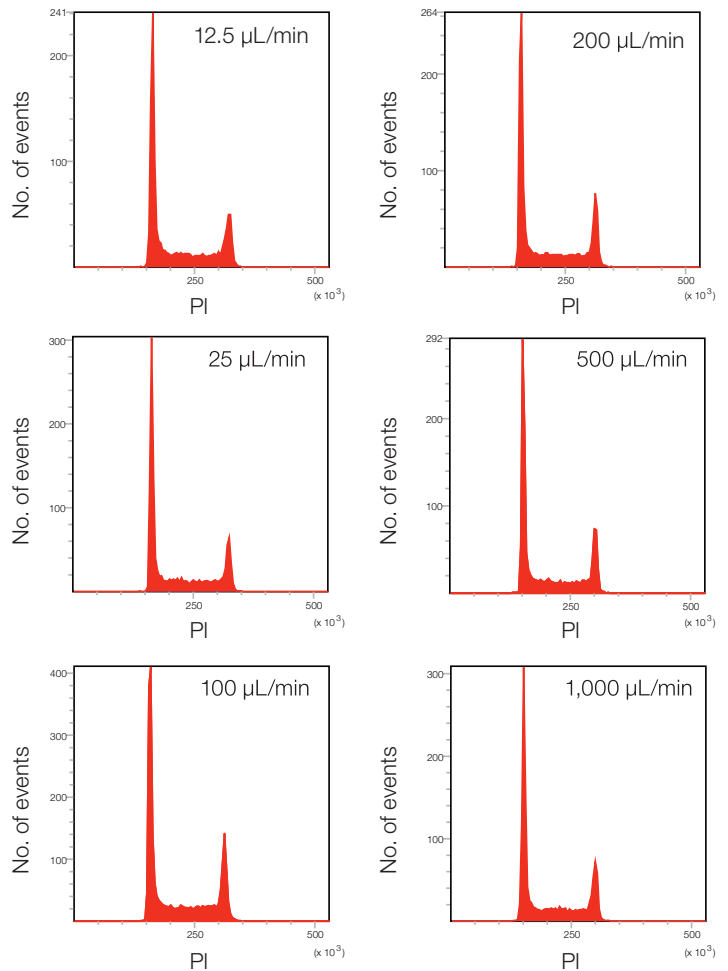 241
200
100
12.5 µL/min
No. of events
250
500
(x 10³)
PI
264
200
100
200 µL/min
No. of events
250
500
(x 10³)
PI
300
200
100
25 µL/min
No. of events
250
500
(x 10³)
PI
292
200
100
500 µL/min
No. of events
250
500
(x 10³)
PI
400
300
200
100
100 µL/min
No. of events
250
500
(x 10³)
PI
300
200
100
1,000 µL/min
No. of events
250
500
(x 10³)
PI